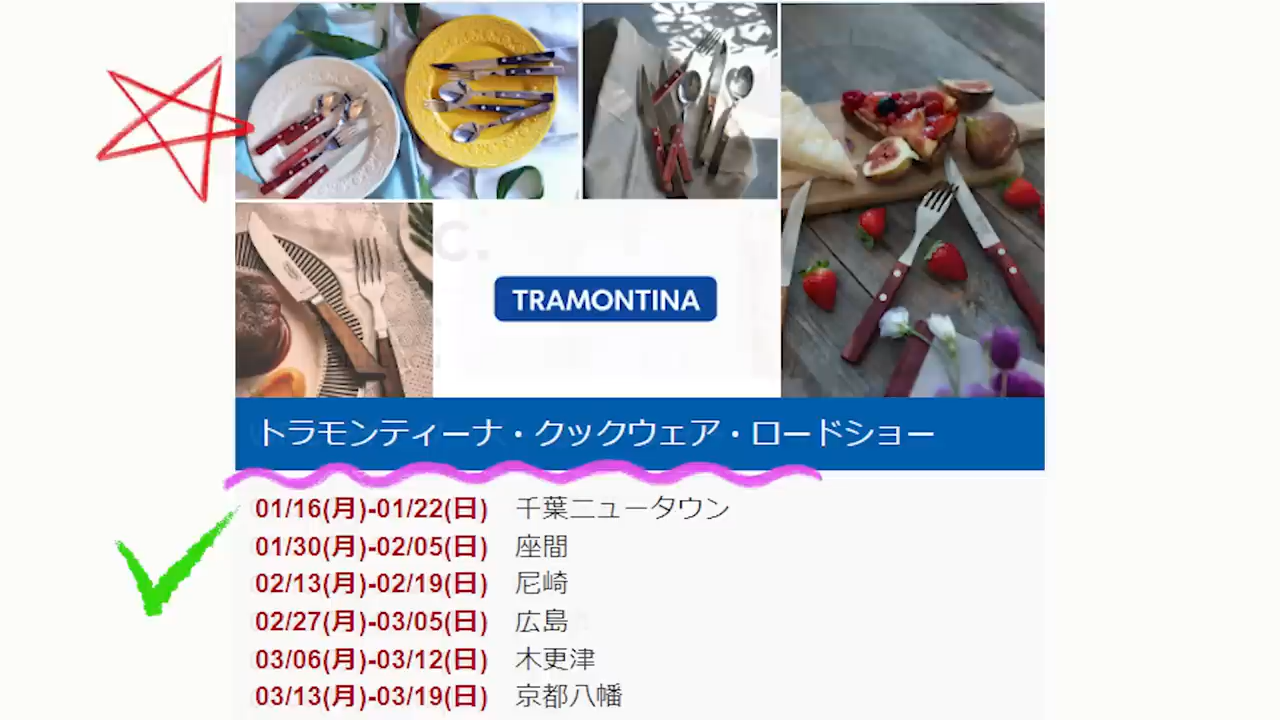 TRAMONTINA
トラモンティーナ・クックウェア・ロードショー
01/16(月)-01/22(日) 千葉ニュータウン
01/30(月)-02/05(日) 座間
02/13(月)-02/19(日) 尼崎
02/27(月)-03/05(日) 広島
03/06(月)-03/12(日) 木更津
03/13(月)-03/19(日) 京都八幡